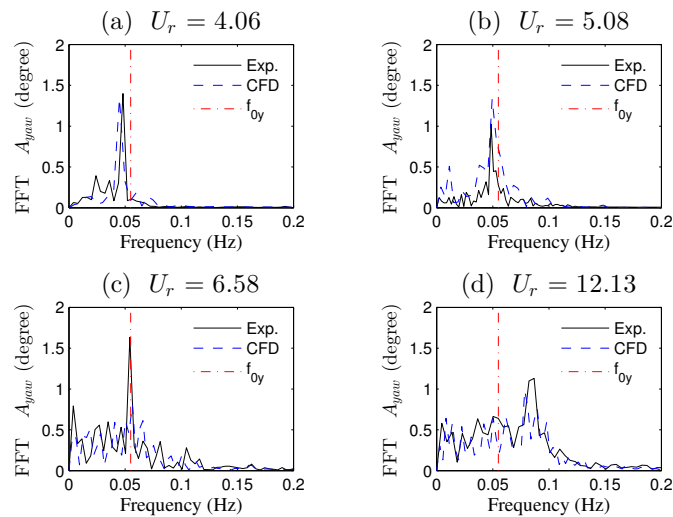 (a) U_r = 4.06
2
1.5
1
0.5
0
FFT A_yaw (degree)
Exp.
CFD
f_0y
0 0.05 0.1 0.15 0.2
Frequency (Hz)
(b) U_r = 5.08
2
1.5
1
0.5
0
FFT A_yaw (degree)
Exp.
CFD
f_0y
0 0.05 0.1 0.15 0.2
Frequency (Hz)
(c) U_r = 6.58
2
1.5
1
0.5
0
FFT A_yaw (degree)
Exp.
CFD
f_0y
0 0.05 0.1 0.15 0.2
Frequency (Hz)
(d) U_r = 12.13
2
1.5
1
0.5
0
FFT A_yaw (degree)
Exp.
CFD
f_0y
0 0.05 0.1 0.15 0.2
Frequency (Hz)